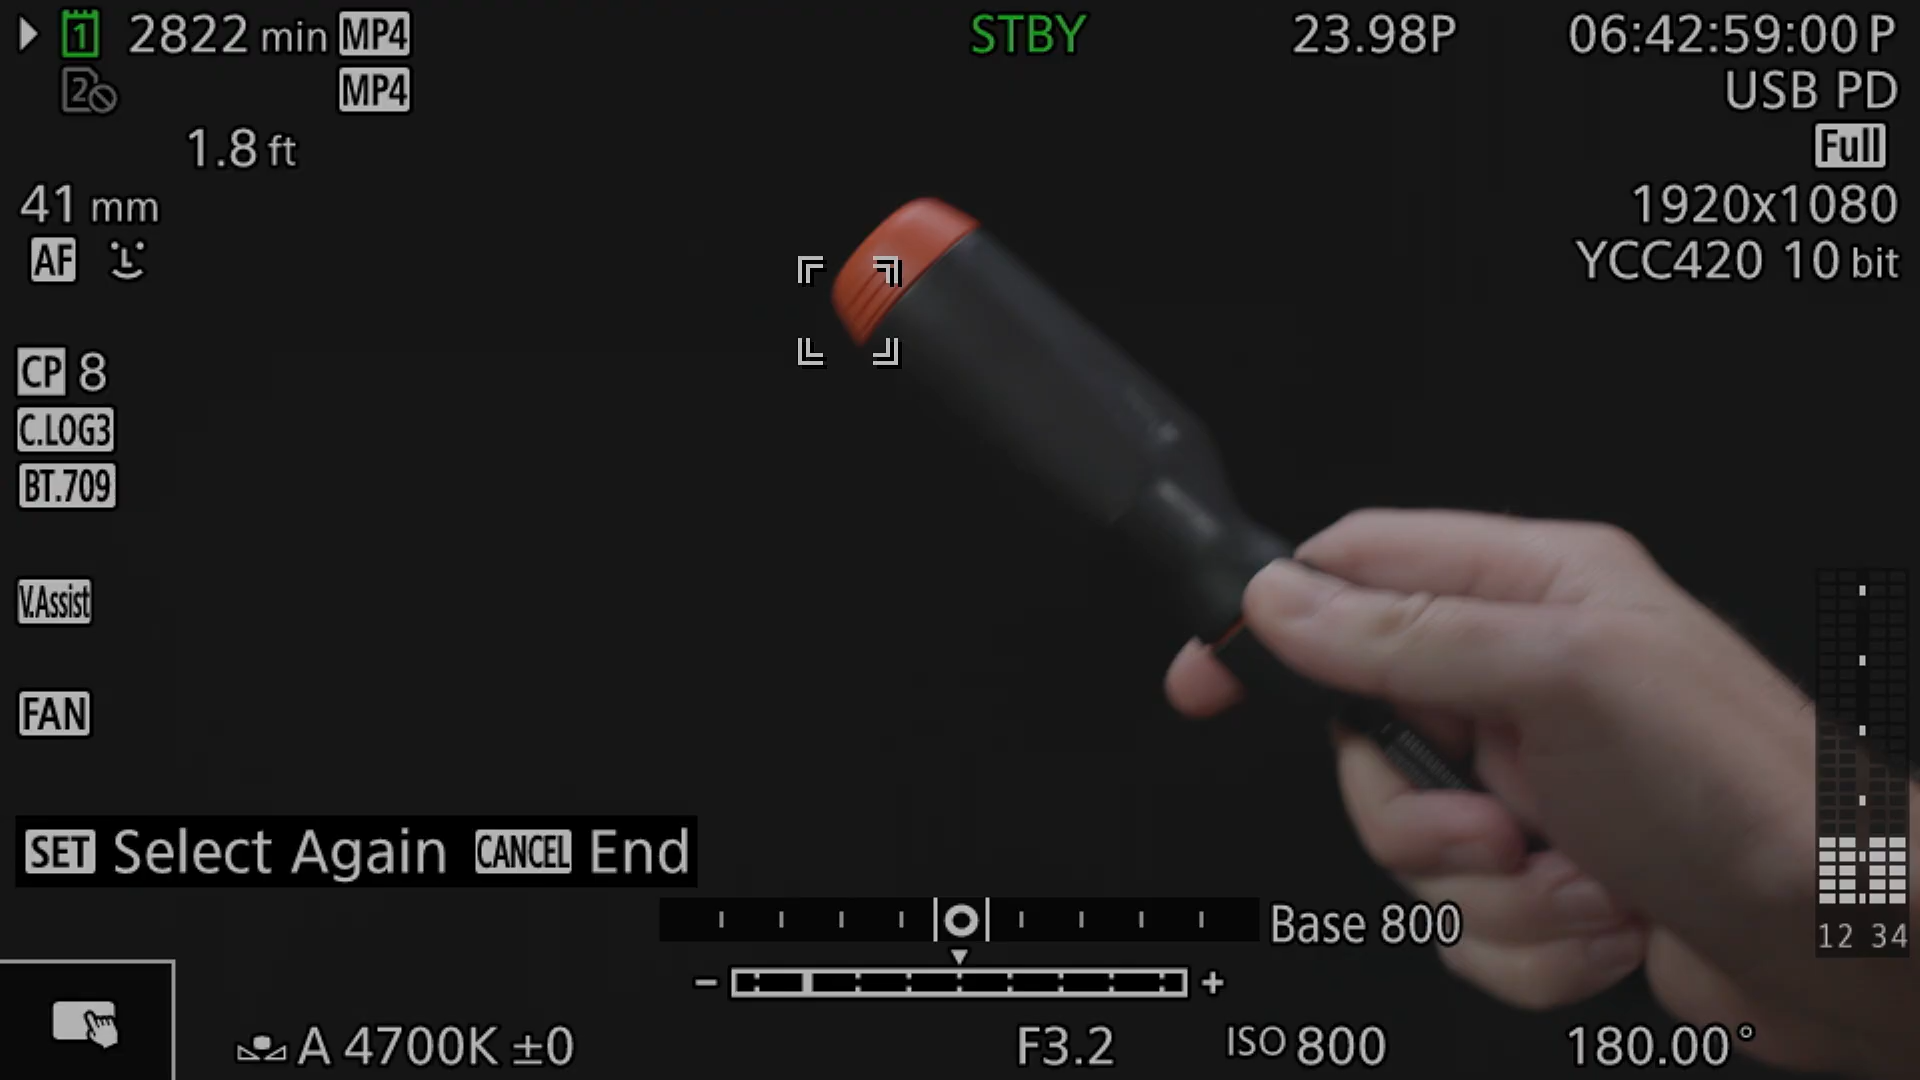 1 2822 min MP4
STBY
23.98P
06:42:59:00 P
2 MP4
USB PD
1.8 ft
Full
41 mm
1920x1080
AF
YCC420 10 bit
CP 8
C.LOG3
BT.709
V.Assist
FAN
SET Select Again CANCEL End
Base 800
12 34
− +
A 4700K ±0
F3.2
ISO 800
180.00°